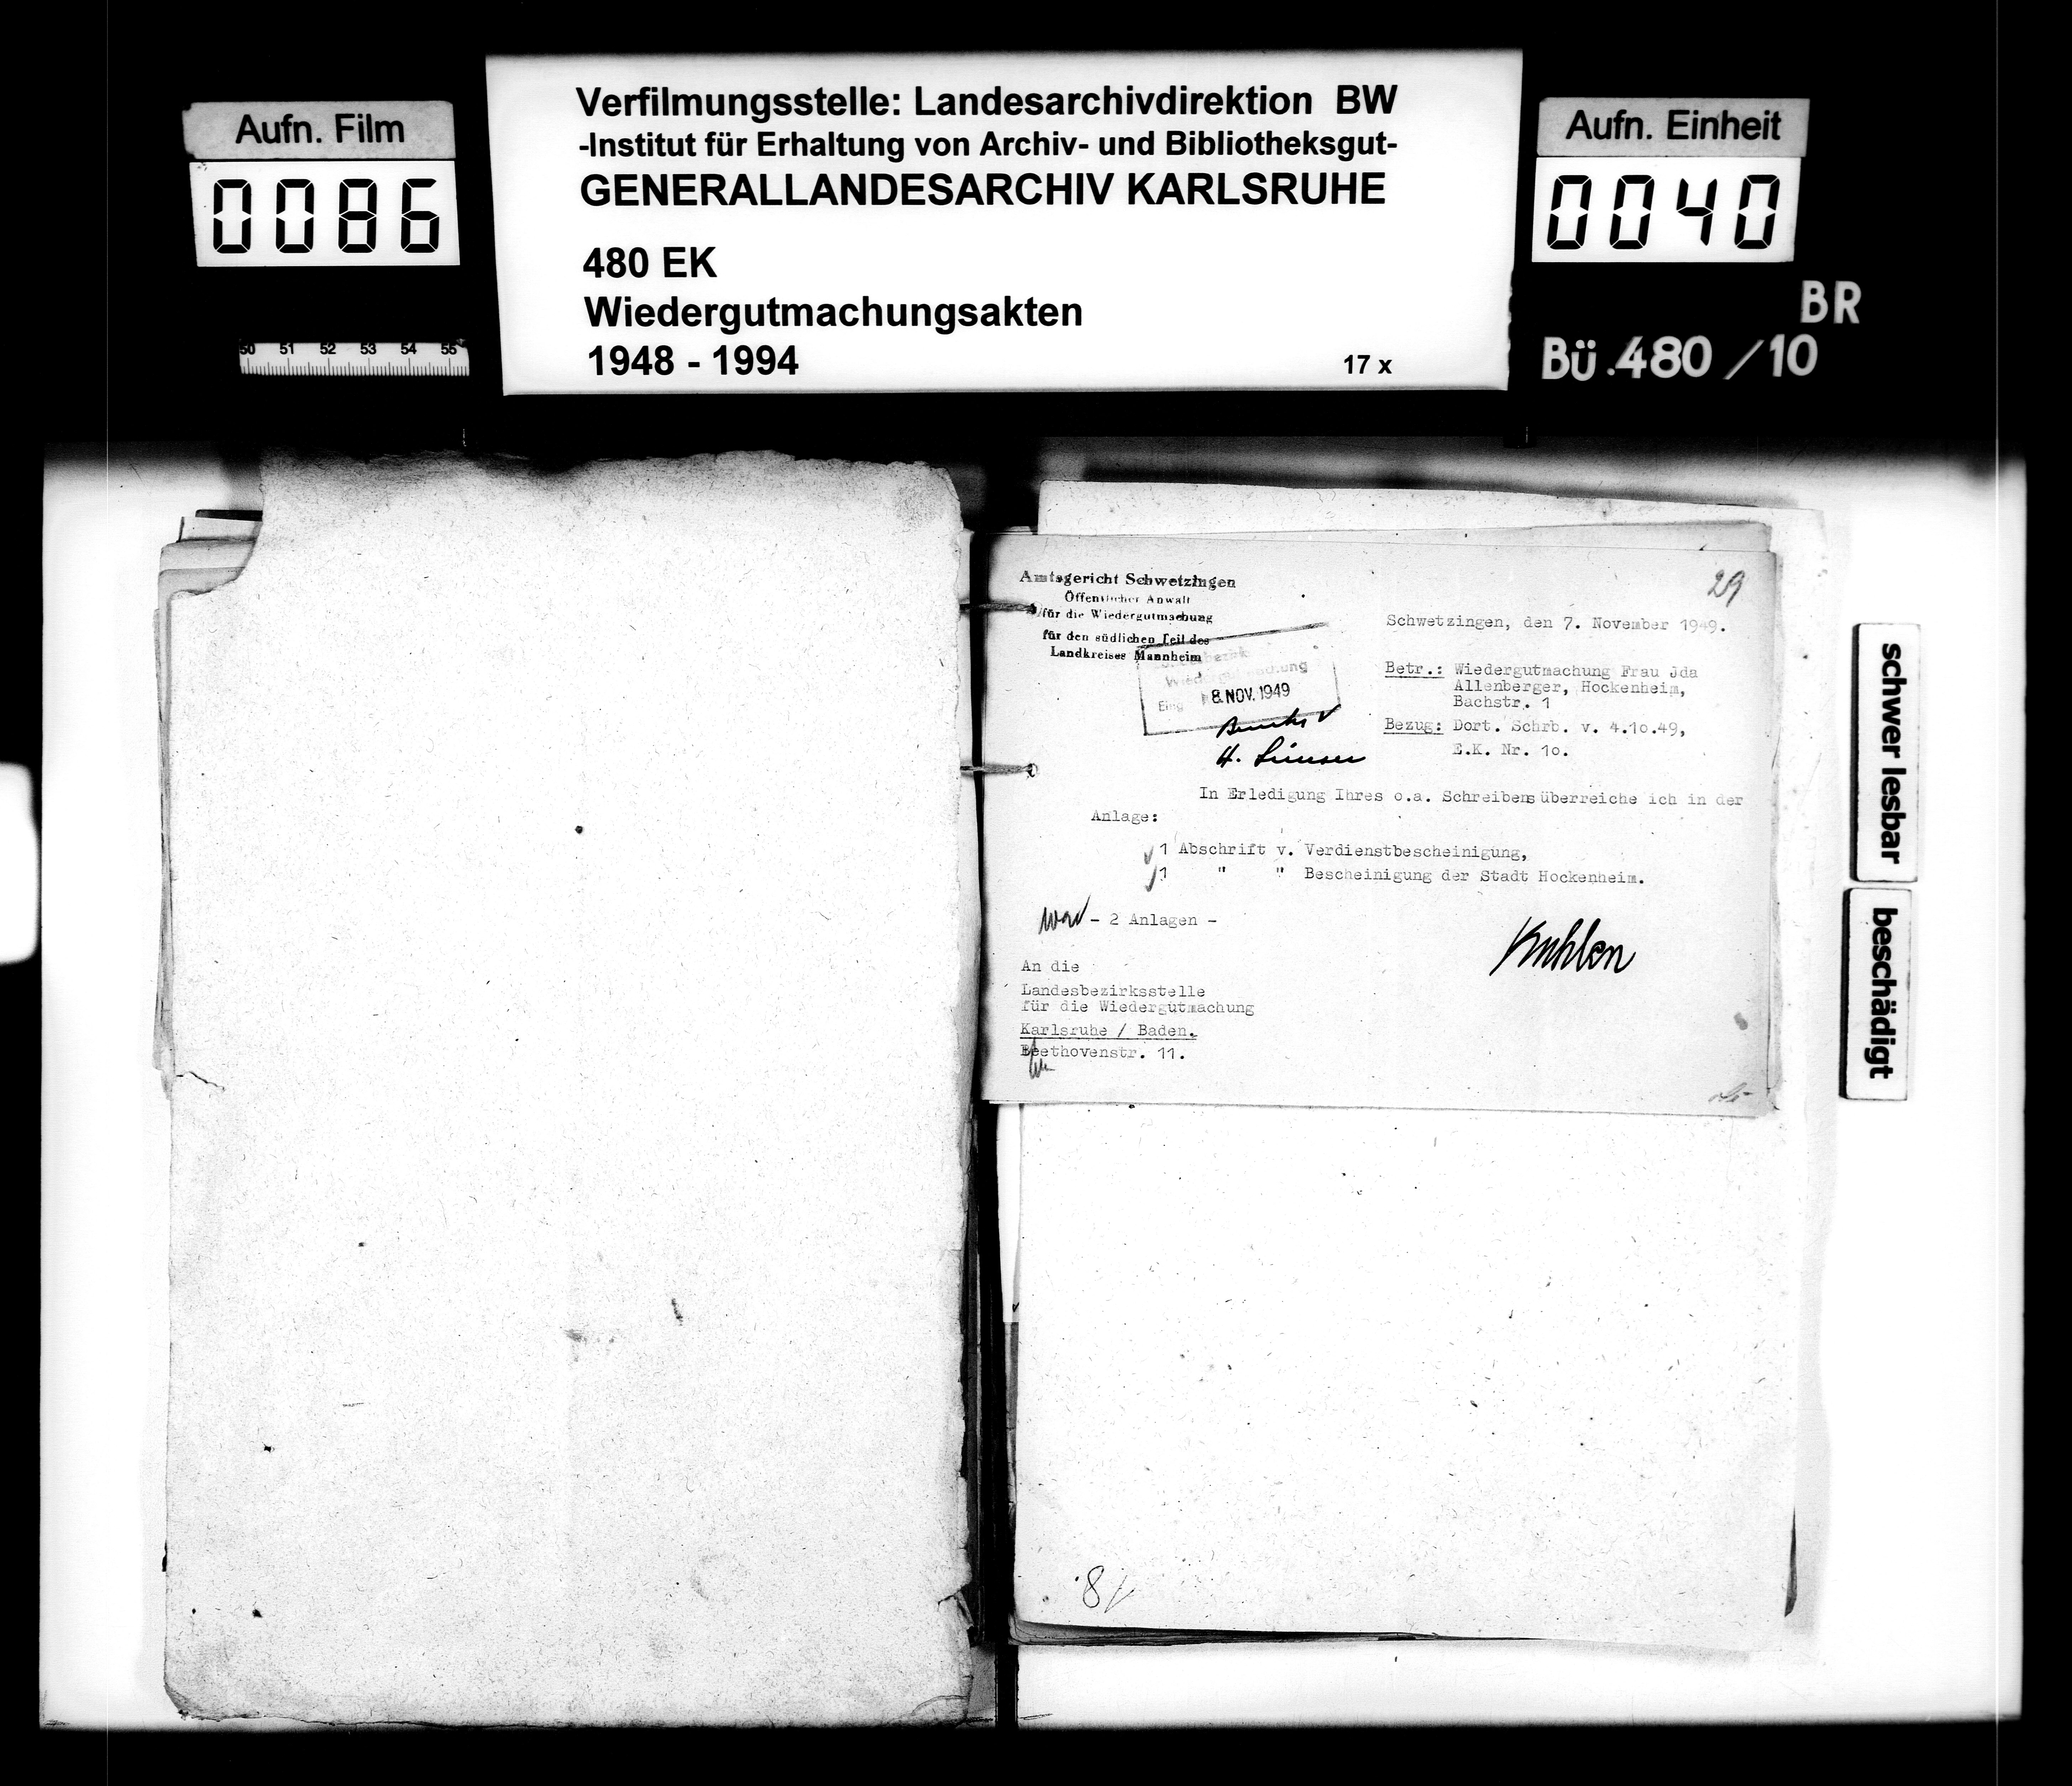 Aufn. Film
0086
Verfilmungsstelle: Landesarchivdirektion BW
-Institut für Erhaltung von Archiv- und Bibliotheksgut-
GENERALLANDESARCHIV KARLSRUHE
480 EK
Wiedergutmachungsakten
1948 - 1994
17 x
Aufn. Einheit
0040
BR
Bü.480/10
50 51 52 53 54 55
schwer lesbar
beschädigt
29
Amtsgericht Schwetzingen
Öffentlicher Anwalt
für die Wiedergutmachung
für den südlichen Teil des
Landkreises Mannheim
Schwetzingen, den 7. November 1949.
Wiedergutmachung
Eing. 8. NOV. 1949
Betr.: Wiedergutmachung Frau Jda
Allenberger, Hockenheim,
Bachstr. 1
Bezug: Dort. Schrb. v. 4.10.49,
E.K. Nr. 10.
In Erledigung Ihres o.a. Schreibens überreiche ich in der
Anlage:
1 Abschrift v. Verdienstbescheinigung,
1 " " Bescheinigung der Stadt Hockenheim.
- 2 Anlagen -
Kuhlen
An die
Landesbezirksstelle
für die Wiedergutmachung
Karlsruhe / Baden.
Beethovenstr. 11.